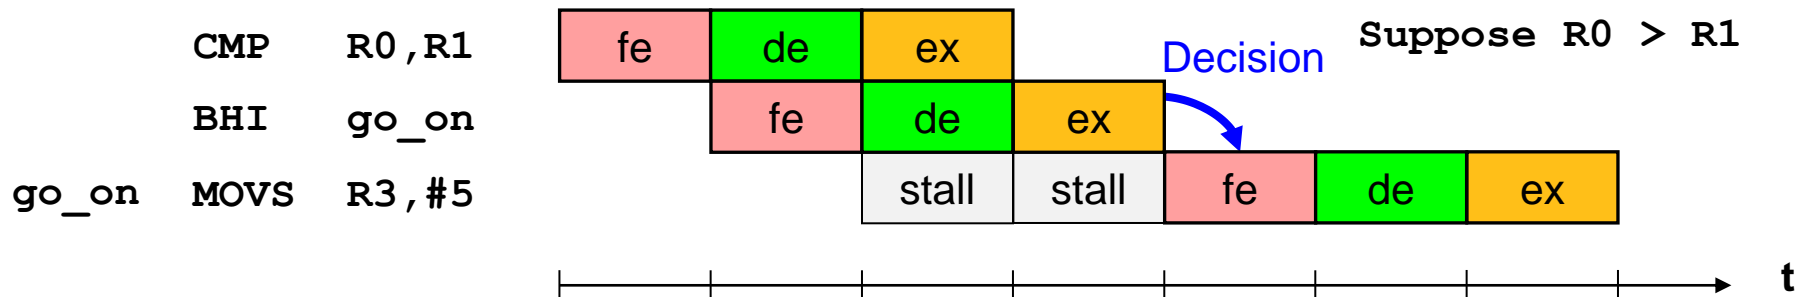 CMP R0,R1 fe de ex Decision Suppose R0 > R1
BHI go_on fe de ex
go_on MOVS R3,#5 stall stall fe de ex
t